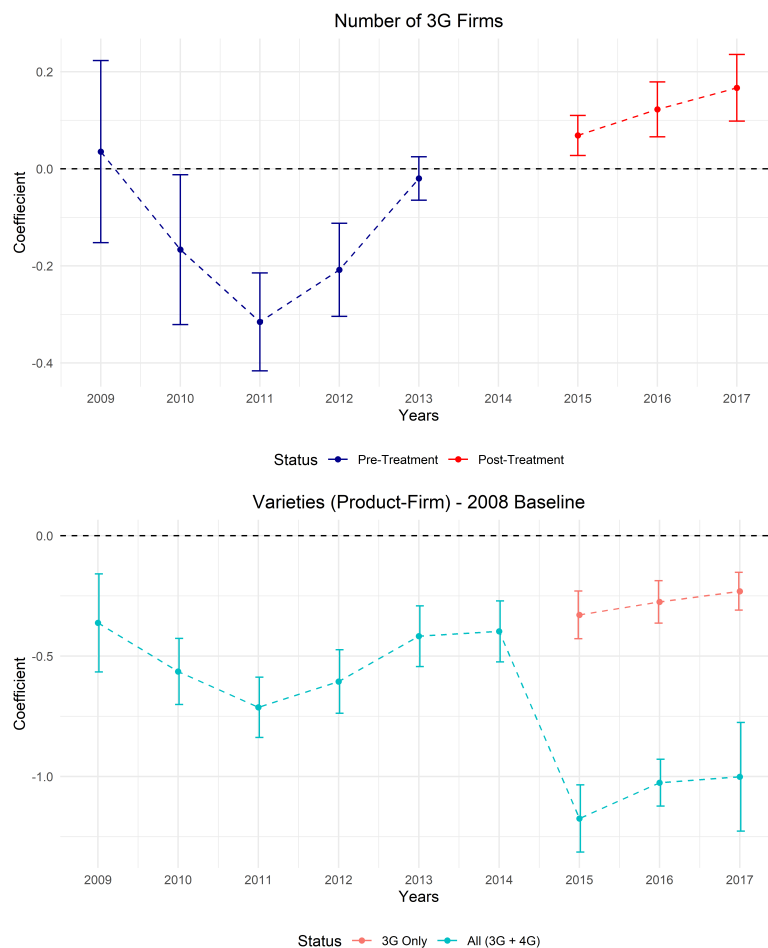 Number of 3G Firms
0.2
0.0
-0.2
-0.4
Coeffiecient
2009 2010 2011 2012 2013 2014 2015 2016 2017
Years
Status Pre-Treatment Post-Treatment
Varieties (Product-Firm) - 2008 Baseline
0.0
-0.5
-1.0
Coefficient
2009 2010 2011 2012 2013 2014 2015 2016 2017
Years
Status 3G Only All (3G + 4G)